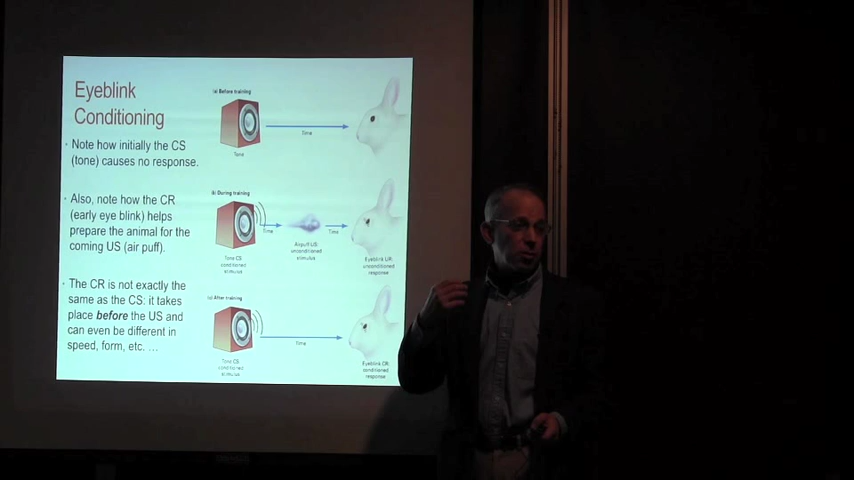 Eyeblink
Conditioning
· Note how initially the CS
(tone) causes no response.
· Also, note how the CR
(early eye blink) helps
prepare the animal for the
coming US (air puff).
· The CR is not exactly the
same as the CS: it takes
place before the US and
can even be different in
speed, form, etc. …
(a) Before training
Tone
Time
(b) During training
Time
Time
Tone CS:
conditioned
stimulus
Airpuff US:
unconditioned
stimulus
Eyeblink UR:
unconditioned
response
(c) After training
Time
Tone CS:
conditioned
stimulus
Eyeblink CR:
conditioned
response